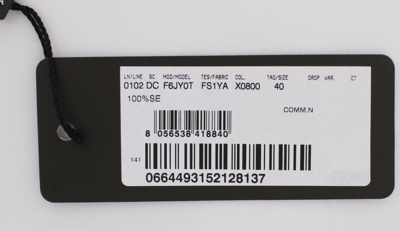 LN/LINE SC MOD/MODEL TES/FABRIC COL. TAG/SIZE DROP VAR. CT
0102 DC F6JY0T FS1YA X0800 40
100%SE
COMM.N
8 056538 418840
141
0664493152128137